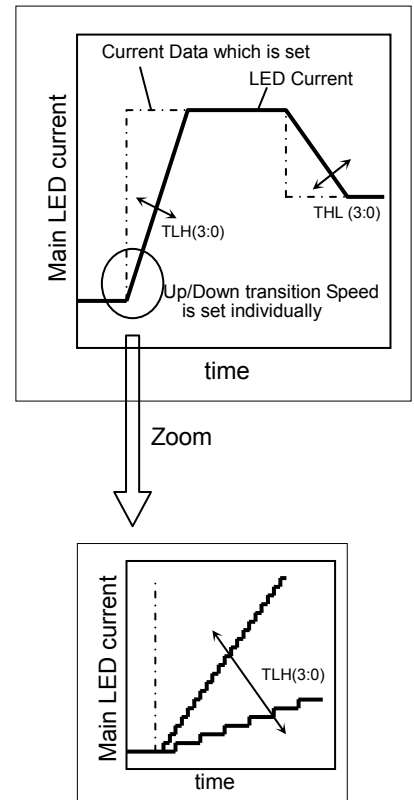 Current Data which is set
LED Current
Main LED current
TLH(3:0)
THL (3:0)
Up/Down transition Speed
is set individually
time
Zoom
Main LED current
TLH(3:0)
time